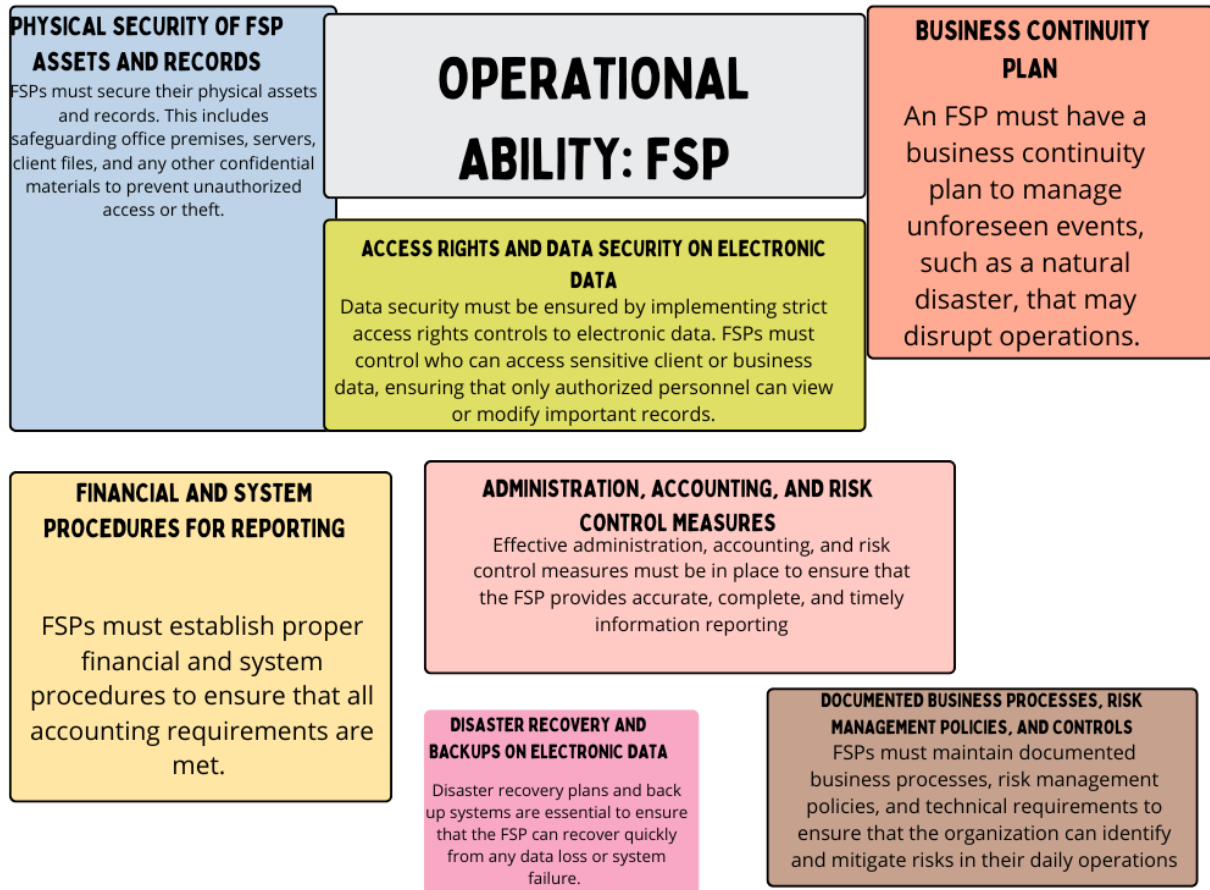 PHYSICAL SECURITY OF FSP
ASSETS AND RECORDS
FSPs must secure their physical assets
and records. This includes
safeguarding office premises, servers,
client files, and any other confidential
materials to prevent unauthorized
access or theft.
OPERATIONAL
ABILITY: FSP
BUSINESS CONTINUITY
PLAN
An FSP must have a
business continuity
plan to manage
unforeseen events,
such as a natural
disaster, that may
disrupt operations.
ACCESS RIGHTS AND DATA SECURITY ON ELECTRONIC
DATA
Data security must be ensured by implementing strict
access rights controls to electronic data. FSPs must
control who can access sensitive client or business
data, ensuring that only authorized personnel can view
or modify important records.
FINANCIAL AND SYSTEM
PROCEDURES FOR REPORTING
FSPs must establish proper
financial and system
procedures to ensure that all
accounting requirements are
met.
ADMINISTRATION, ACCOUNTING, AND RISK
CONTROL MEASURES
Effective administration, accounting, and risk
control measures must be in place to ensure that
the FSP provides accurate, complete, and timely
information reporting
DISASTER RECOVERY AND
BACKUPS ON ELECTRONIC DATA
Disaster recovery plans and back
up systems are essential to ensure
that the FSP can recover quickly
from any data loss or system
failure.
DOCUMENTED BUSINESS PROCESSES, RISK
MANAGEMENT POLICIES, AND CONTROLS
FSPs must maintain documented
business processes, risk management
policies, and technical requirements to
ensure that the organization can identify
and mitigate risks in their daily operations